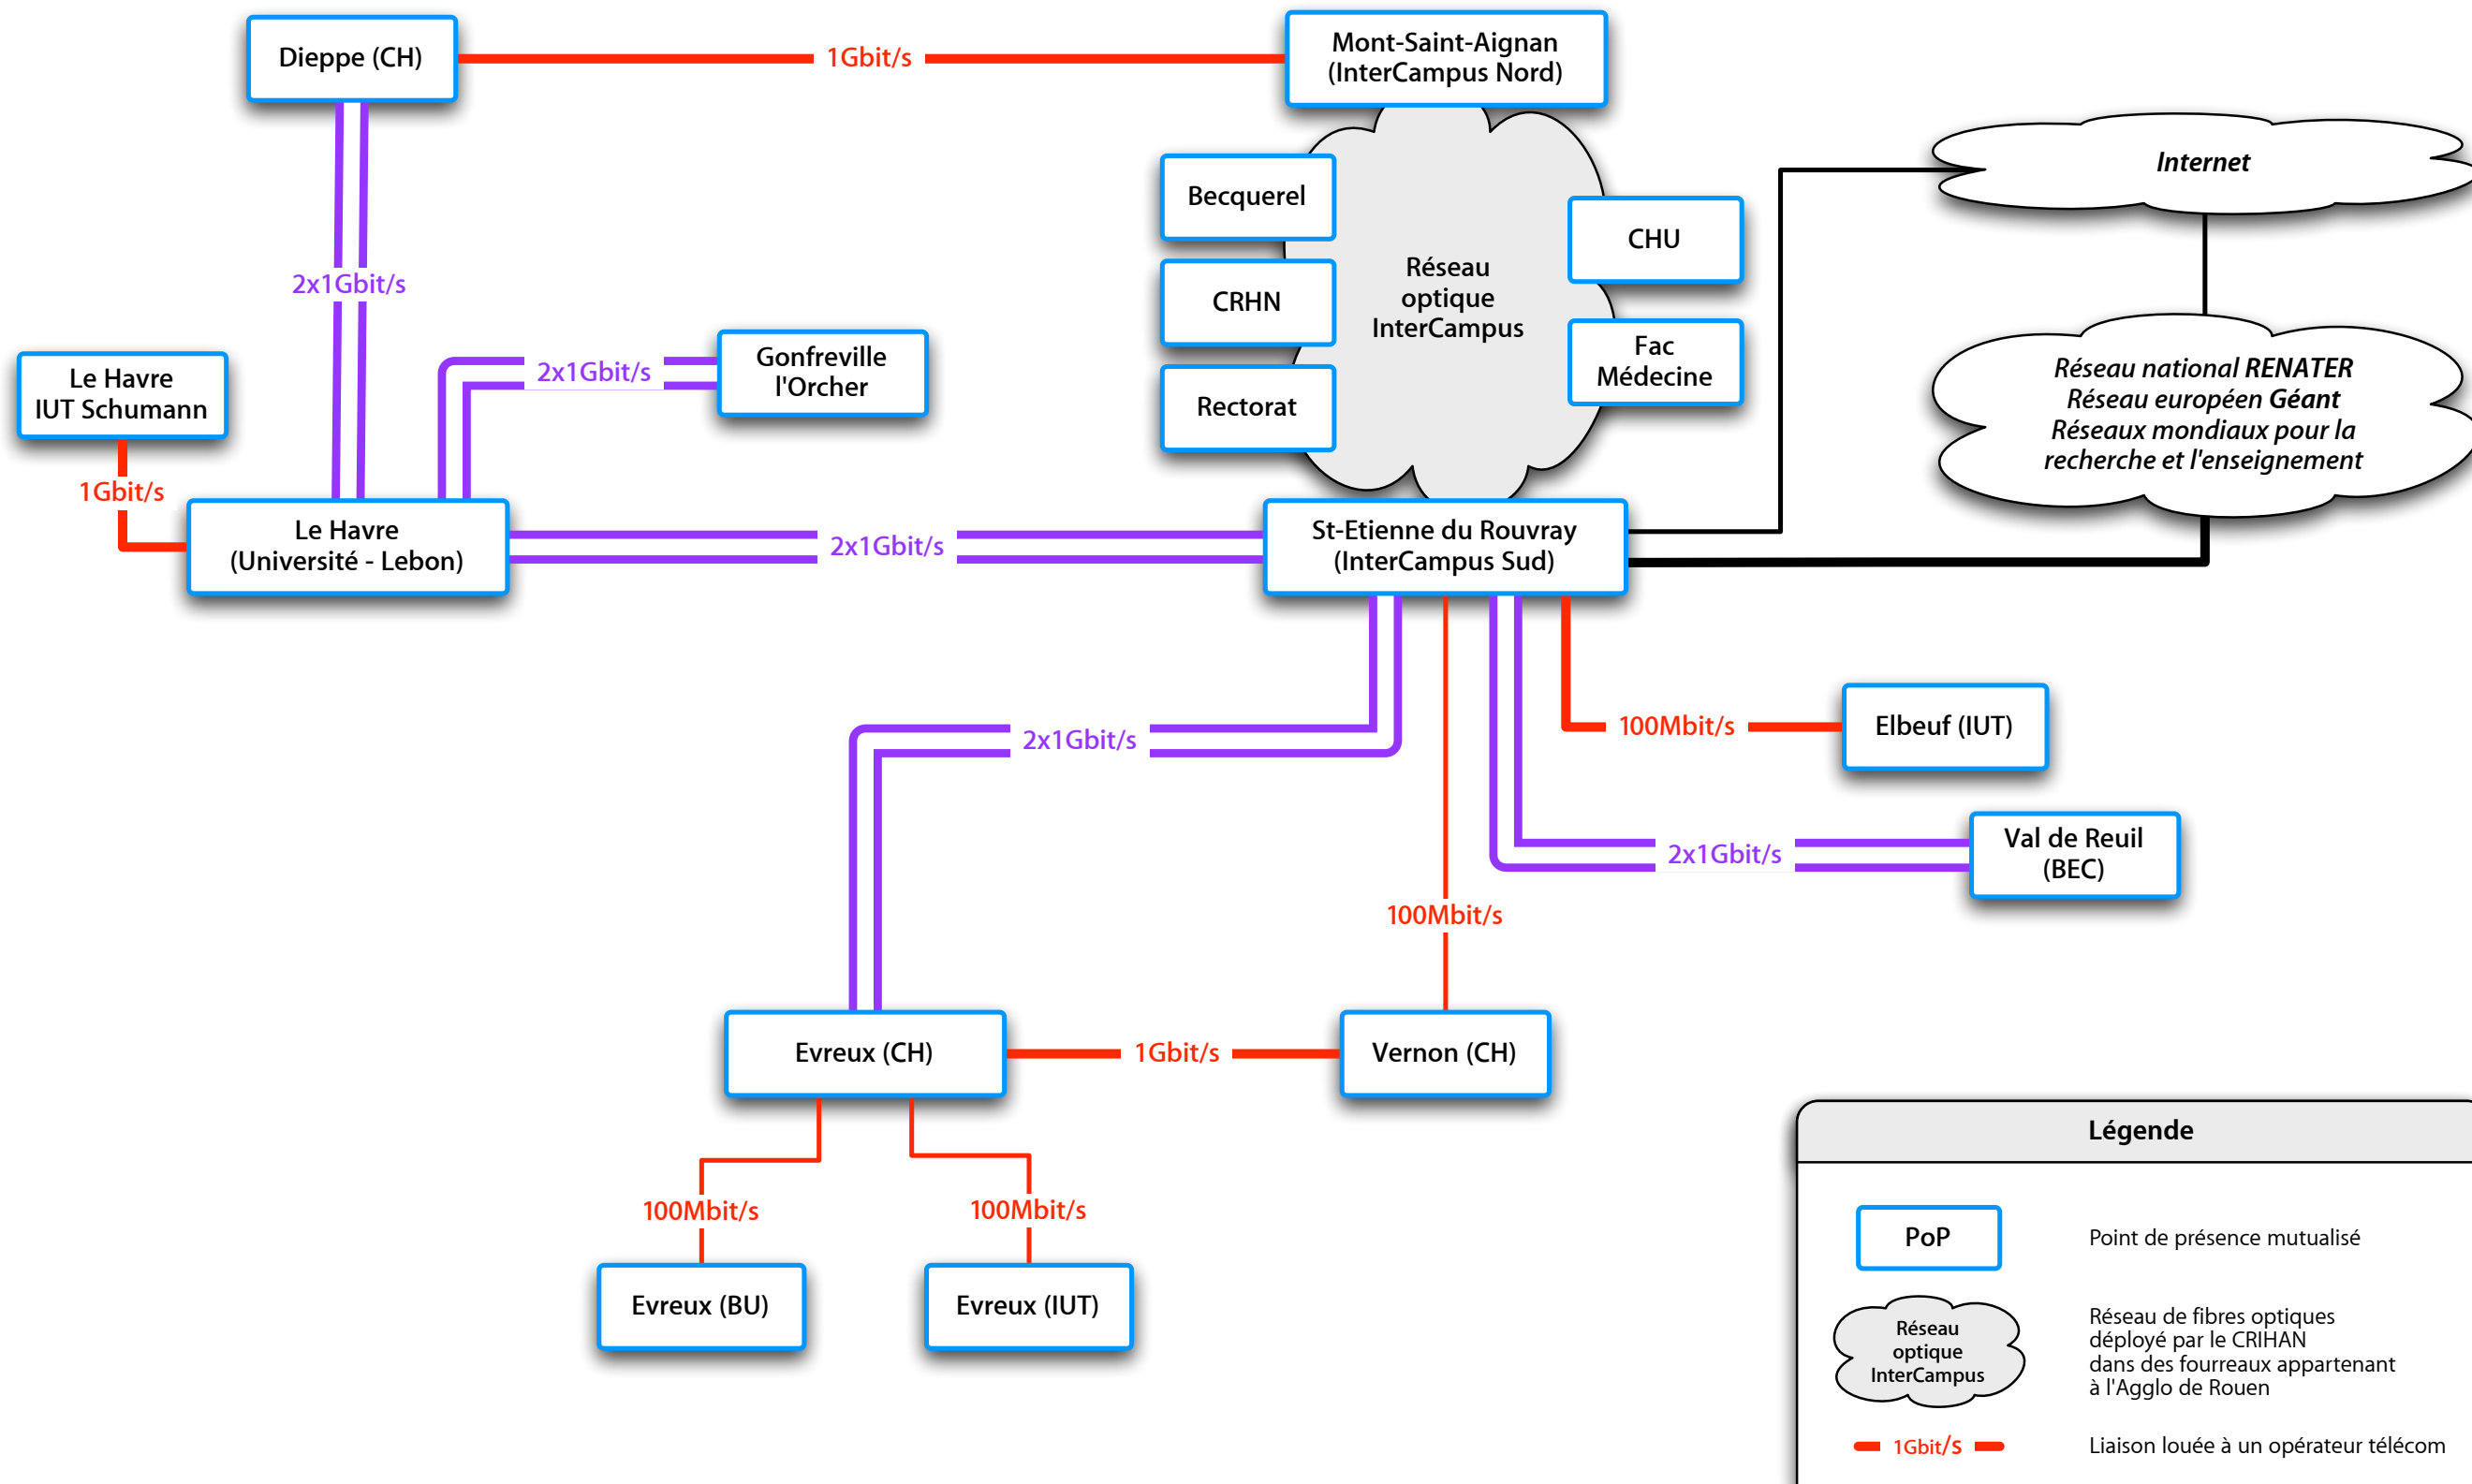 Dieppe (CH)
1Gbit/s
Mont-Saint-Aignan
(InterCampus Nord)
Becquerel
CRHN
Rectorat
Réseau
optique
InterCampus
CHU
Fac
Médecine
Internet
Réseau national RENATER
Réseau européen Géant
Réseaux mondiaux pour la
recherche et l'enseignement
2x1Gbit/s
Le Havre
IUT Schumann
2x1Gbit/s
Gonfreville
l'Orcher
1Gbit/s
Le Havre
(Université - Lebon)
2x1Gbit/s
St-Etienne du Rouvray
(InterCampus Sud)
2x1Gbit/s
100Mbit/s
Elbeuf (IUT)
2x1Gbit/s
Val de Reuil
(BEC)
100Mbit/s
Evreux (CH)
1Gbit/s
Vernon (CH)
100Mbit/s
100Mbit/s
Evreux (BU)
Evreux (IUT)
Légende
PoP
Point de présence mutualisé
Réseau
optique
InterCampus
Réseau de fibres optiques
déployé par le CRIHAN
dans des fourreaux appartenant
à l'Agglo de Rouen
1Gbit/s
Liaison louée à un opérateur télécom